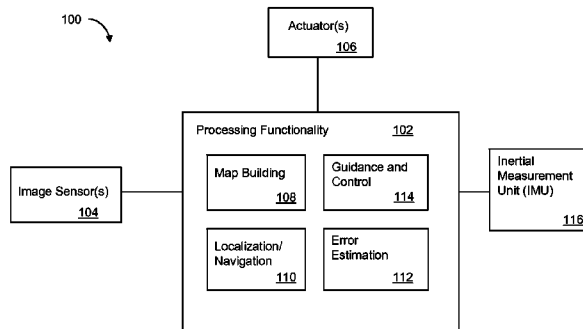 100
Actuator(s)
106
Processing Functionality 102
Map Building
108
Guidance and
Control
114
Image Sensor(s)
104
Inertial
Measurement
Unit (IMU)
116
Localization/
Navigation
110
Error
Estimation
112